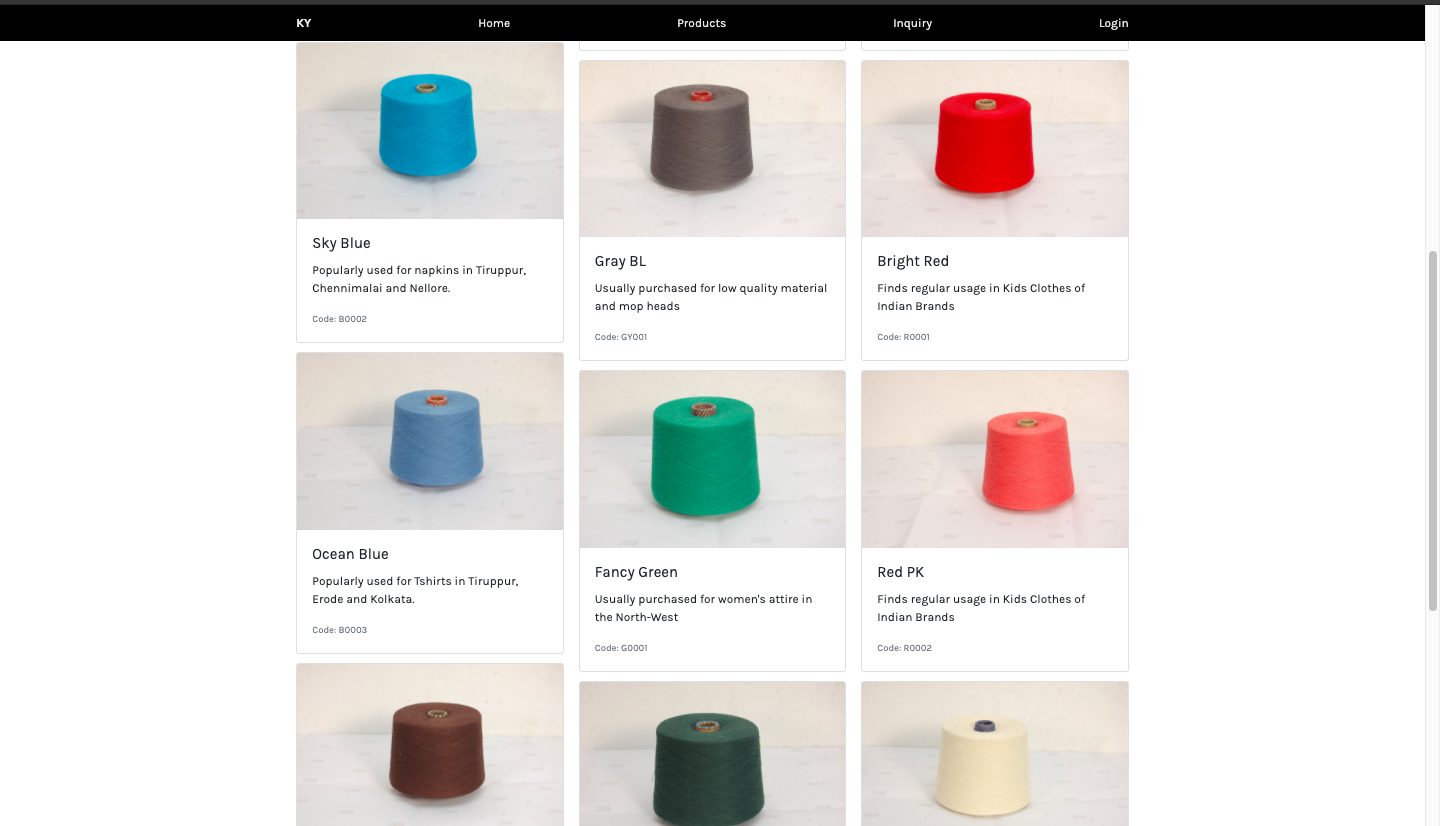 KY Home Products Inquiry Login
Sky Blue
Popularly used for napkins in Tiruppur,
Chennimalai and Nellore.
Code: B0002
Gray BL
Usually purchased for low quality material
and mop heads
Code: GY001
Bright Red
Finds regular usage in Kids Clothes of
Indian Brands
Code: R0001
Ocean Blue
Popularly used for Tshirts in Tiruppur,
Erode and Kolkata.
Code: B0003
Fancy Green
Usually purchased for women's attire in
the North-West
Code: G0001
Red PK
Finds regular usage in Kids Clothes of
Indian Brands
Code: R0002